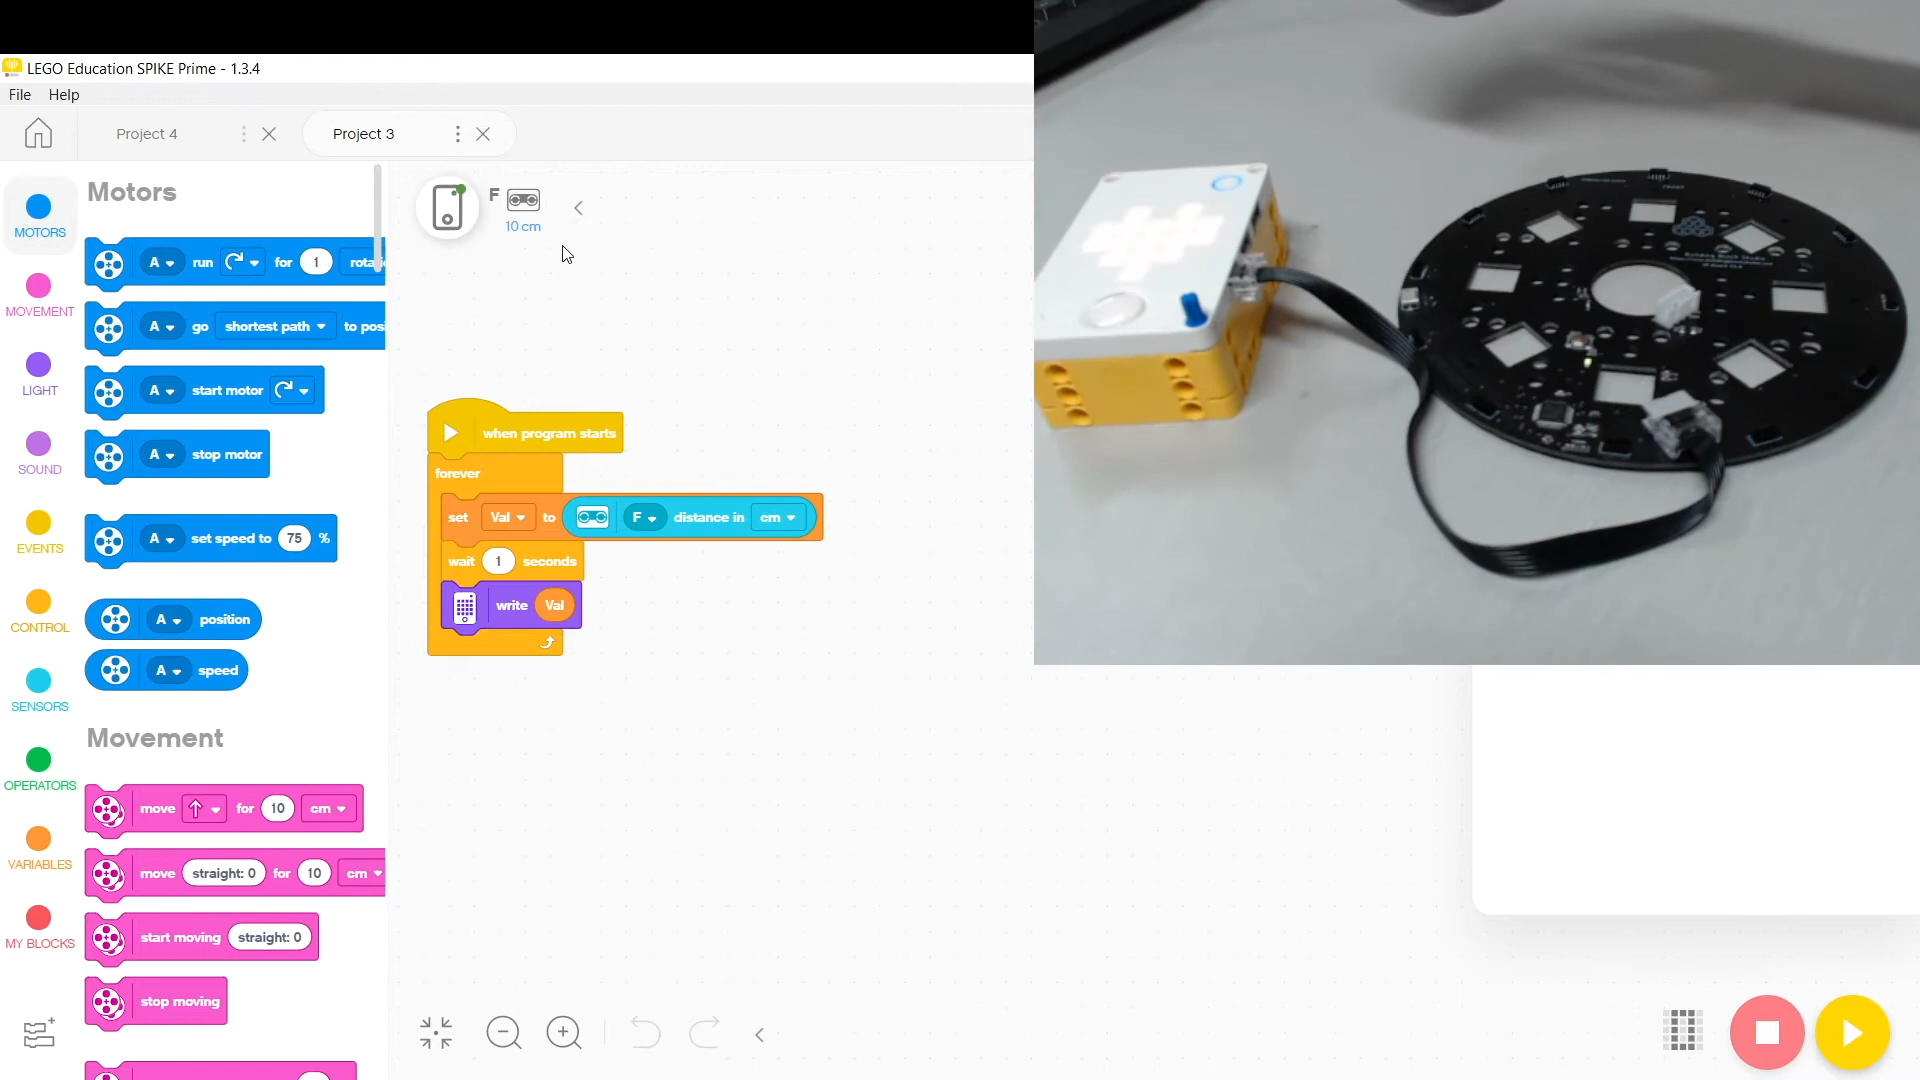 LEGO Education SPIKE Prime - 1.3.4
File Help
Project 4
Project 3
MOTORS
MOVEMENT
LIGHT
SOUND
EVENTS
CONTROL
SENSORS
OPERATORS
VARIABLES
MY BLOCKS
Motors
A run for 1
A go shortest path to
A start motor
A stop motor
A set speed to 75 %
A position
A speed
Movement
move for 10 cm
move straight: 0 for 10 cm
start moving straight: 0
stop moving
F
10 cm
when program starts
forever
set Val to F distance in cm
wait 1 seconds
write Val